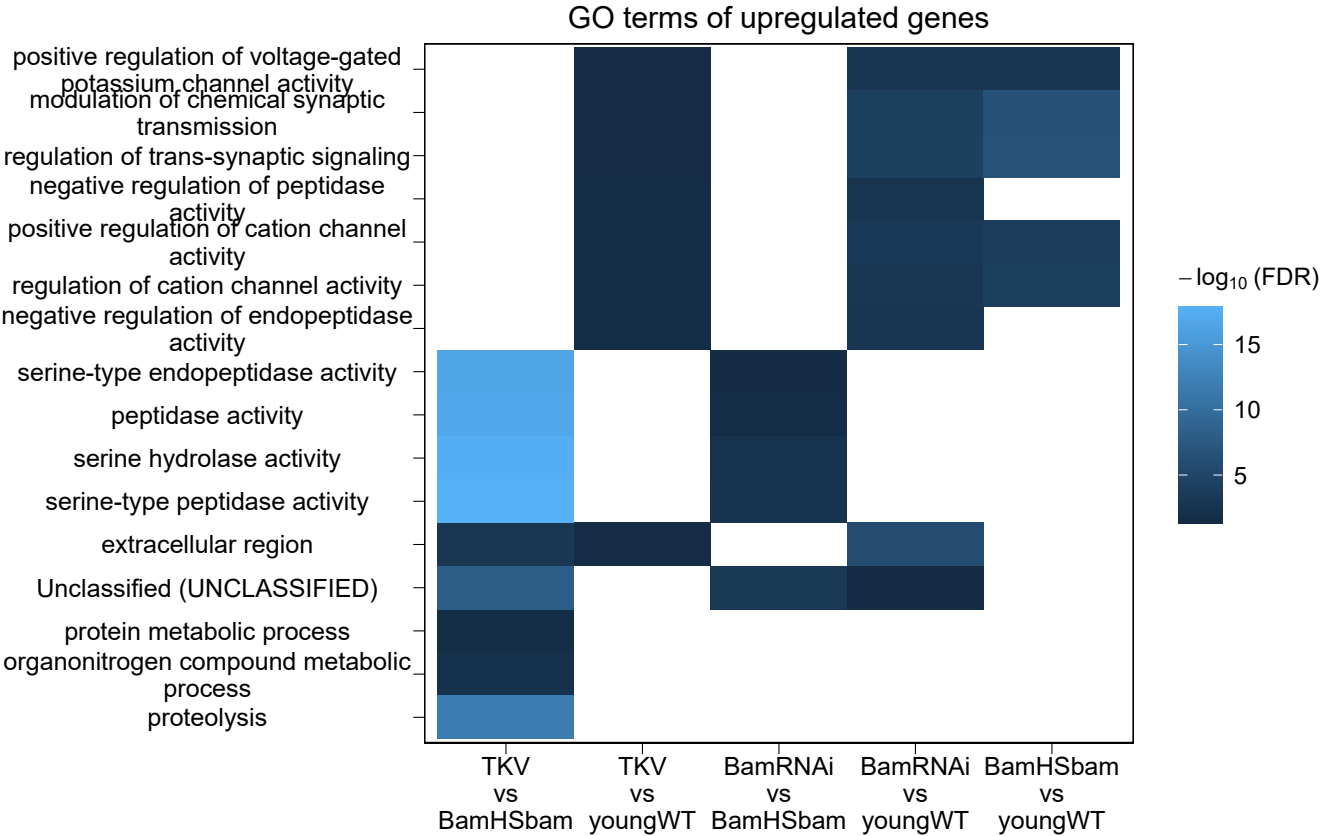 GO terms of upregulated genes
positive regulation of voltage-gated
potassium channel activity
modulation of chemical synaptic
transmission
regulation of trans-synaptic signaling
negative regulation of peptidase
activity
positive regulation of cation channel
activity
regulation of cation channel activity
negative regulation of endopeptidase
activity
serine-type endopeptidase activity
peptidase activity
serine hydrolase activity
serine-type peptidase activity
extracellular region
Unclassified (UNCLASSIFIED)
protein metabolic process
organonitrogen compound metabolic
process
proteolysis
TKV
vs
BamHSbam
TKV
vs
youngWT
BamRNAi
vs
BamHSbam
BamRNAi
vs
youngWT
BamHSbam
vs
youngWT
−log₁₀(FDR)
15
10
5